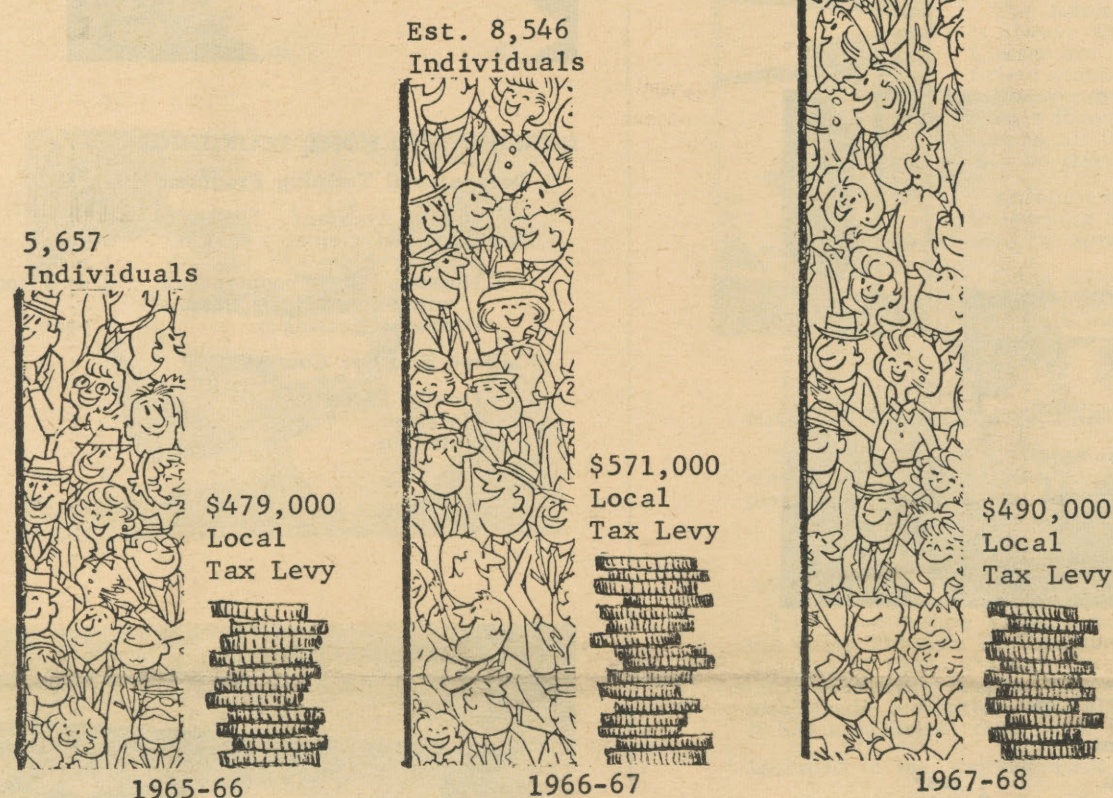 5,657
Individuals
$479,000
Local
Tax Levy
1965-66
Est. 8,546
Individuals
$571,000
Local
Tax Levy
1966-67
$490,000
Local
Tax Levy
1967-68